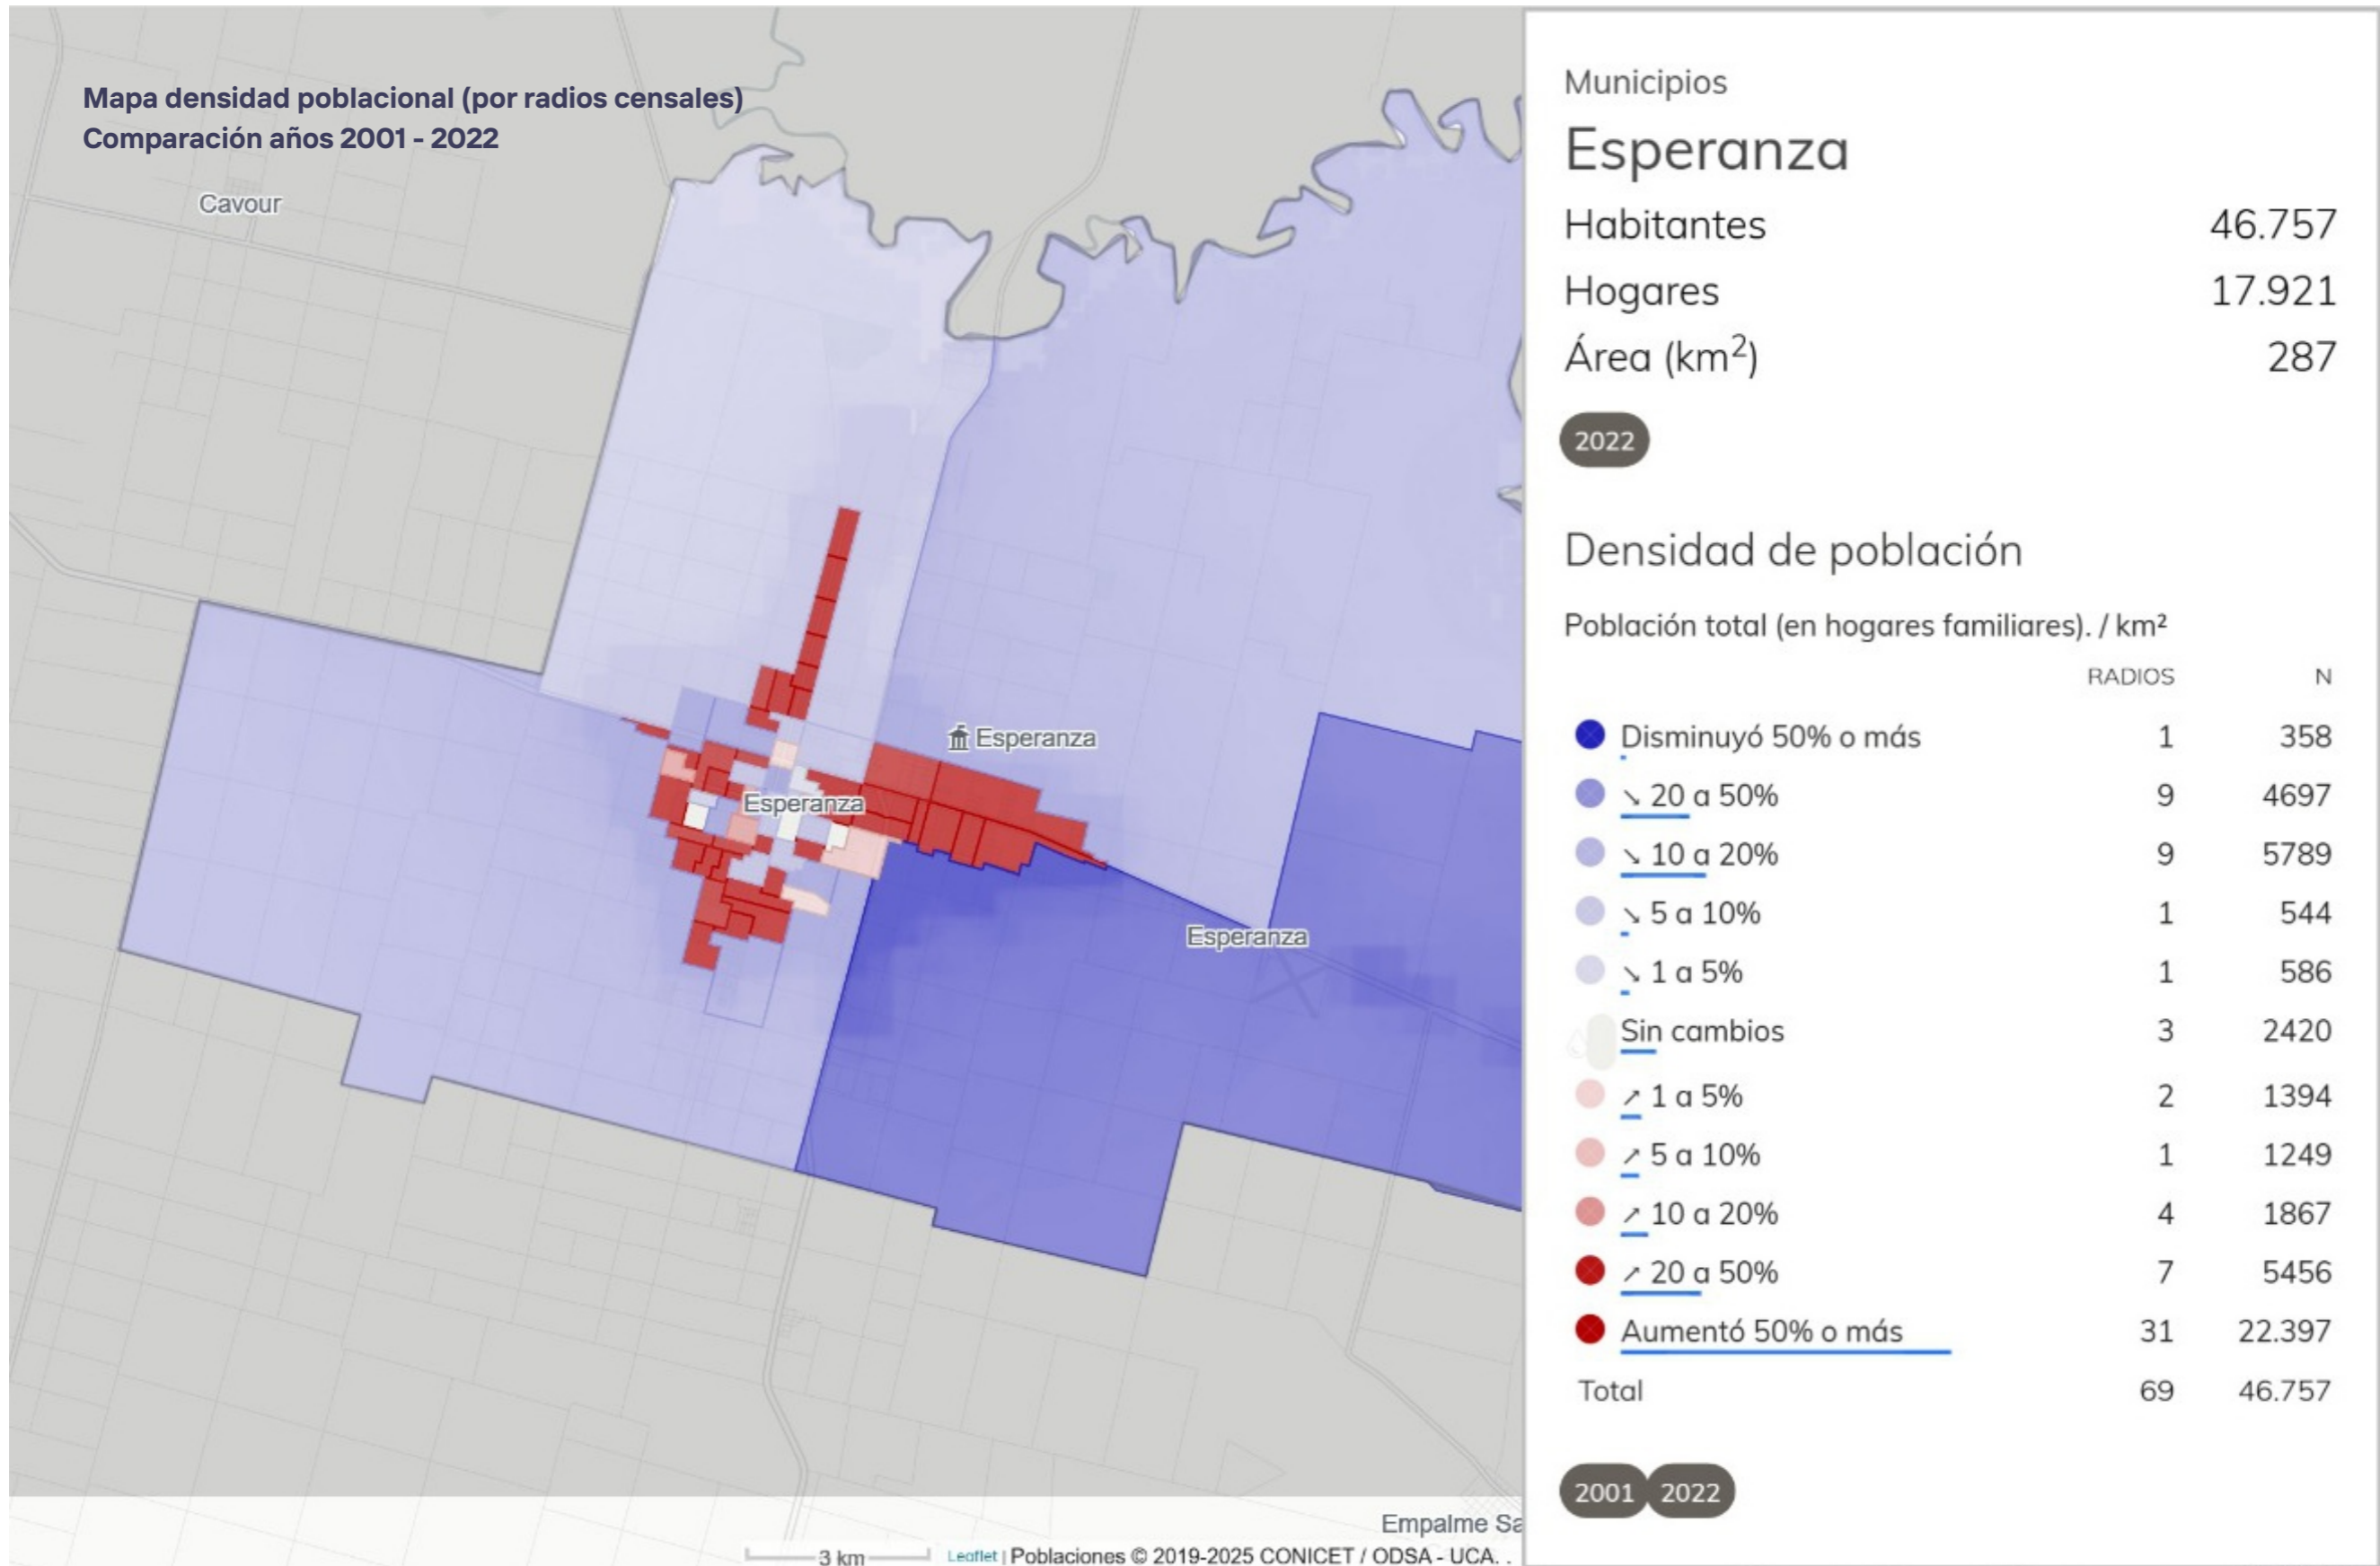 Mapa densidad poblacional (por radios censales)
Comparación años 2001 - 2022
Cavour
Esperanza
Esperanza
Esperanza
Empalme Sa
3 km
Leaflet | Poblaciones © 2019-2025 CONICET / ODSA - UCA. .
Municipios
Esperanza
Habitantes 46.757
Hogares 17.921
Área (km²) 287
2022
Densidad de población
Población total (en hogares familiares). / km²
RADIOS N
Disminuyó 50% o más 1 358
↘ 20 a 50% 9 4697
↘ 10 a 20% 9 5789
↘ 5 a 10% 1 544
↘ 1 a 5% 1 586
Sin cambios 3 2420
↗ 1 a 5% 2 1394
↗ 5 a 10% 1 1249
↗ 10 a 20% 4 1867
↗ 20 a 50% 7 5456
Aumentó 50% o más 31 22.397
Total 69 46.757
2001 2022